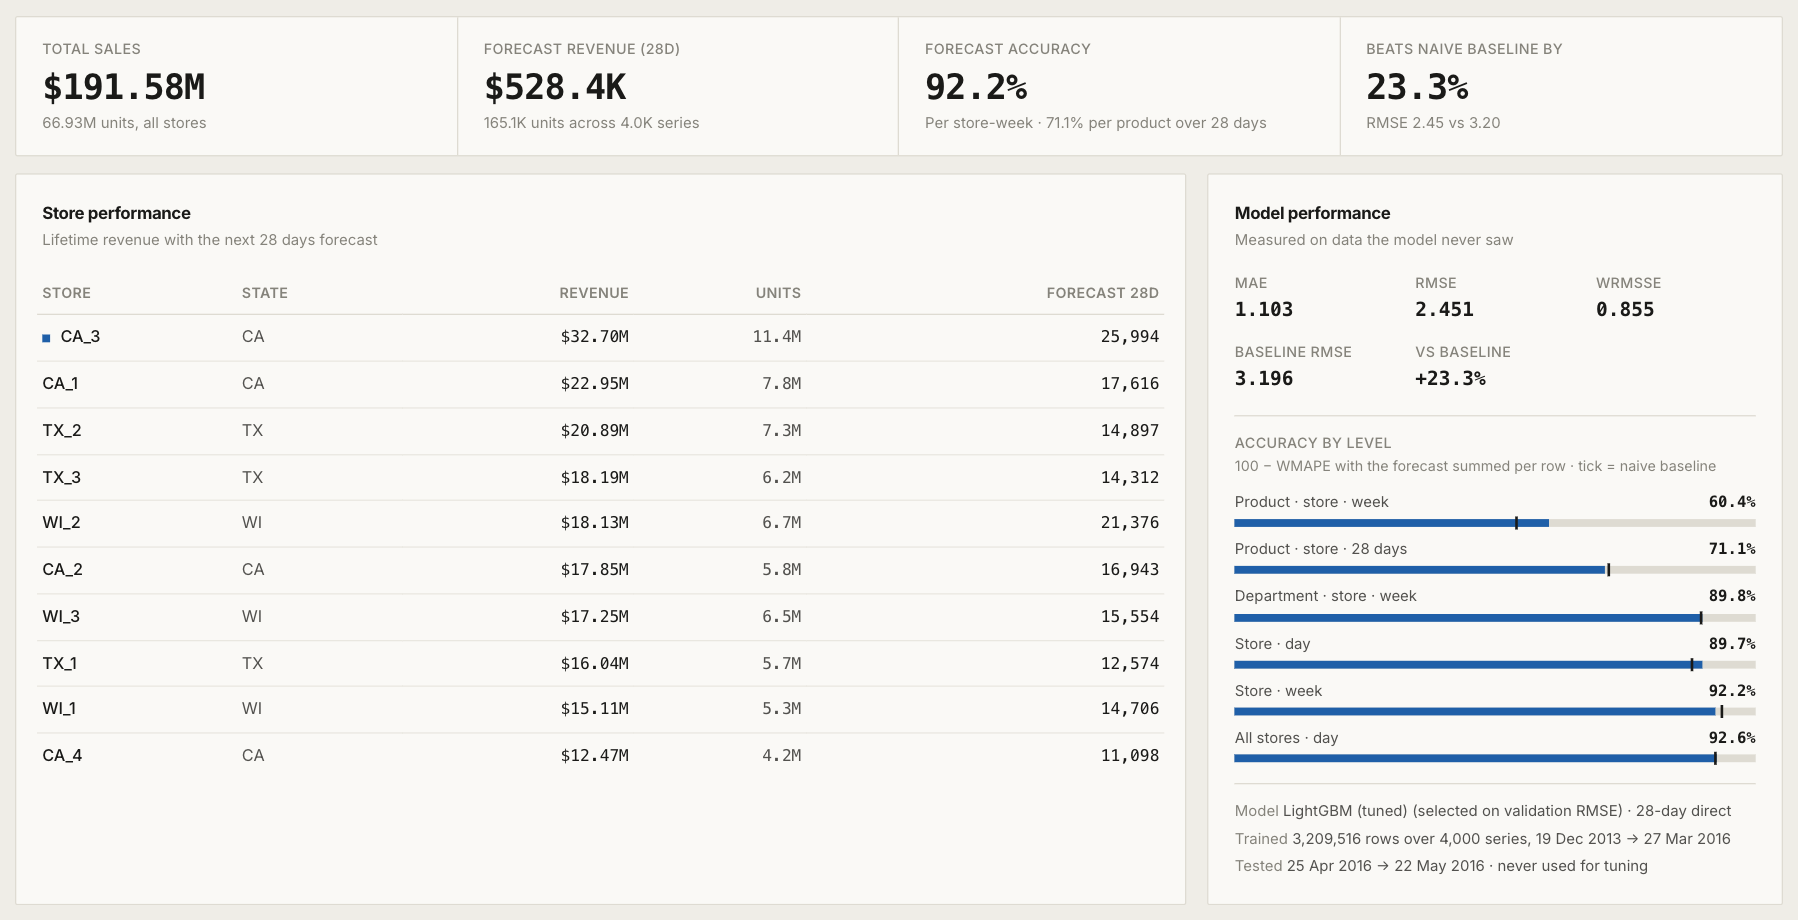 TOTAL SALES
$191.58M
66.93M units, all stores
FORECAST REVENUE (28D)
$528.4K
165.1K units across 4.0K series
FORECAST ACCURACY
92.2%
Per store-week · 71.1% per product over 28 days
BEATS NAIVE BASELINE BY
23.3%
RMSE 2.45 vs 3.20
Store performance
Lifetime revenue with the next 28 days forecast
STORE STATE REVENUE UNITS FORECAST 28D
CA_3 CA $32.70M 11.4M 25,994
CA_1 CA $22.95M 7.8M 17,616
TX_2 TX $20.89M 7.3M 14,897
TX_3 TX $18.19M 6.2M 14,312
WI_2 WI $18.13M 6.7M 21,376
CA_2 CA $17.85M 5.8M 16,943
WI_3 WI $17.25M 6.5M 15,554
TX_1 TX $16.04M 5.7M 12,574
WI_1 WI $15.11M 5.3M 14,706
CA_4 CA $12.47M 4.2M 11,098
Model performance
Measured on data the model never saw
MAE RMSE WRMSSE
1.103 2.451 0.855
BASELINE RMSE VS BASELINE
3.196 +23.3%
ACCURACY BY LEVEL
100 − WMAPE with the forecast summed per row · tick = naive baseline
Product · store · week 60.4%
Product · store · 28 days 71.1%
Department · store · week 89.8%
Store · day 89.7%
Store · week 92.2%
All stores · day 92.6%
Model LightGBM (tuned) (selected on validation RMSE) · 28-day direct
Trained 3,209,516 rows over 4,000 series, 19 Dec 2013 → 27 Mar 2016
Tested 25 Apr 2016 → 22 May 2016 · never used for tuning